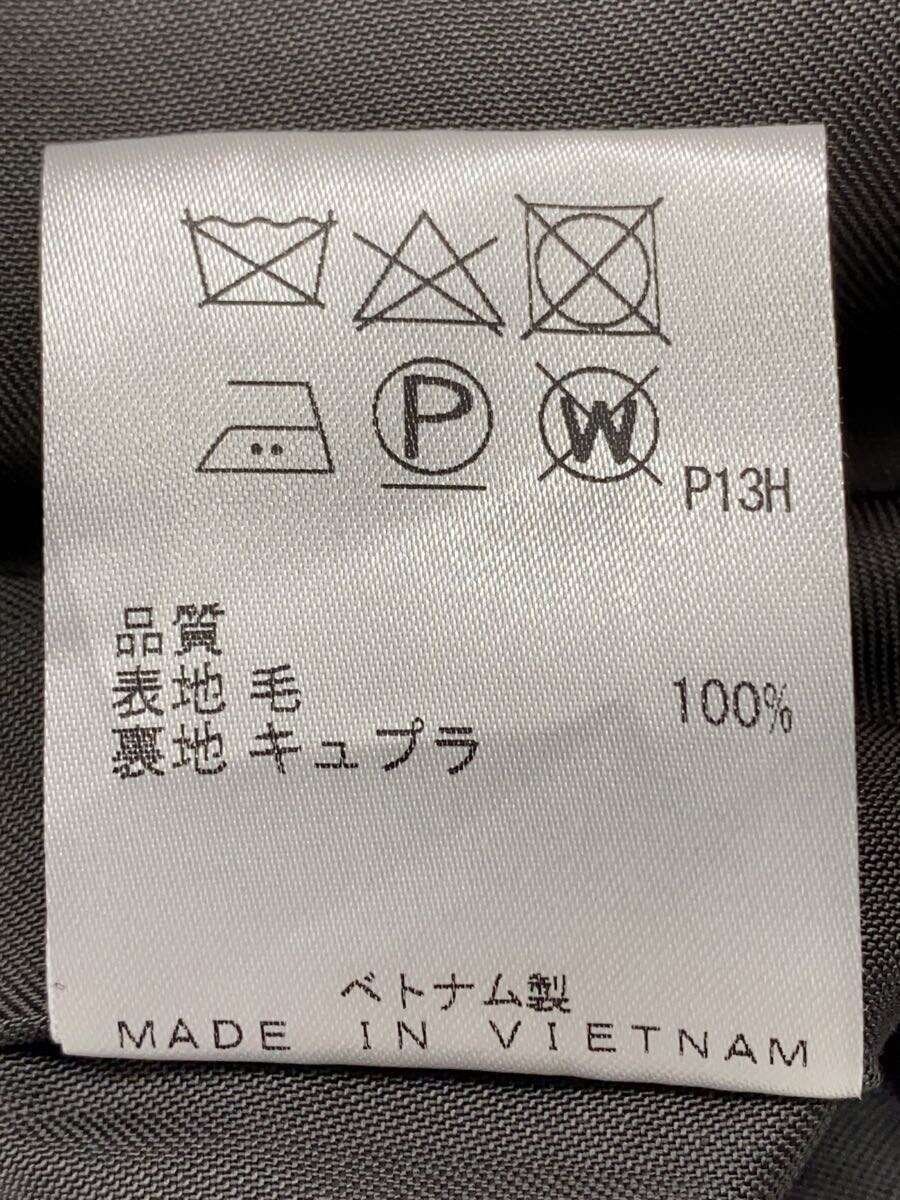 P
W
P13H
品質
表地 毛 100%
裏地 キュプラ
ベトナム製
MADE IN VIETNAM